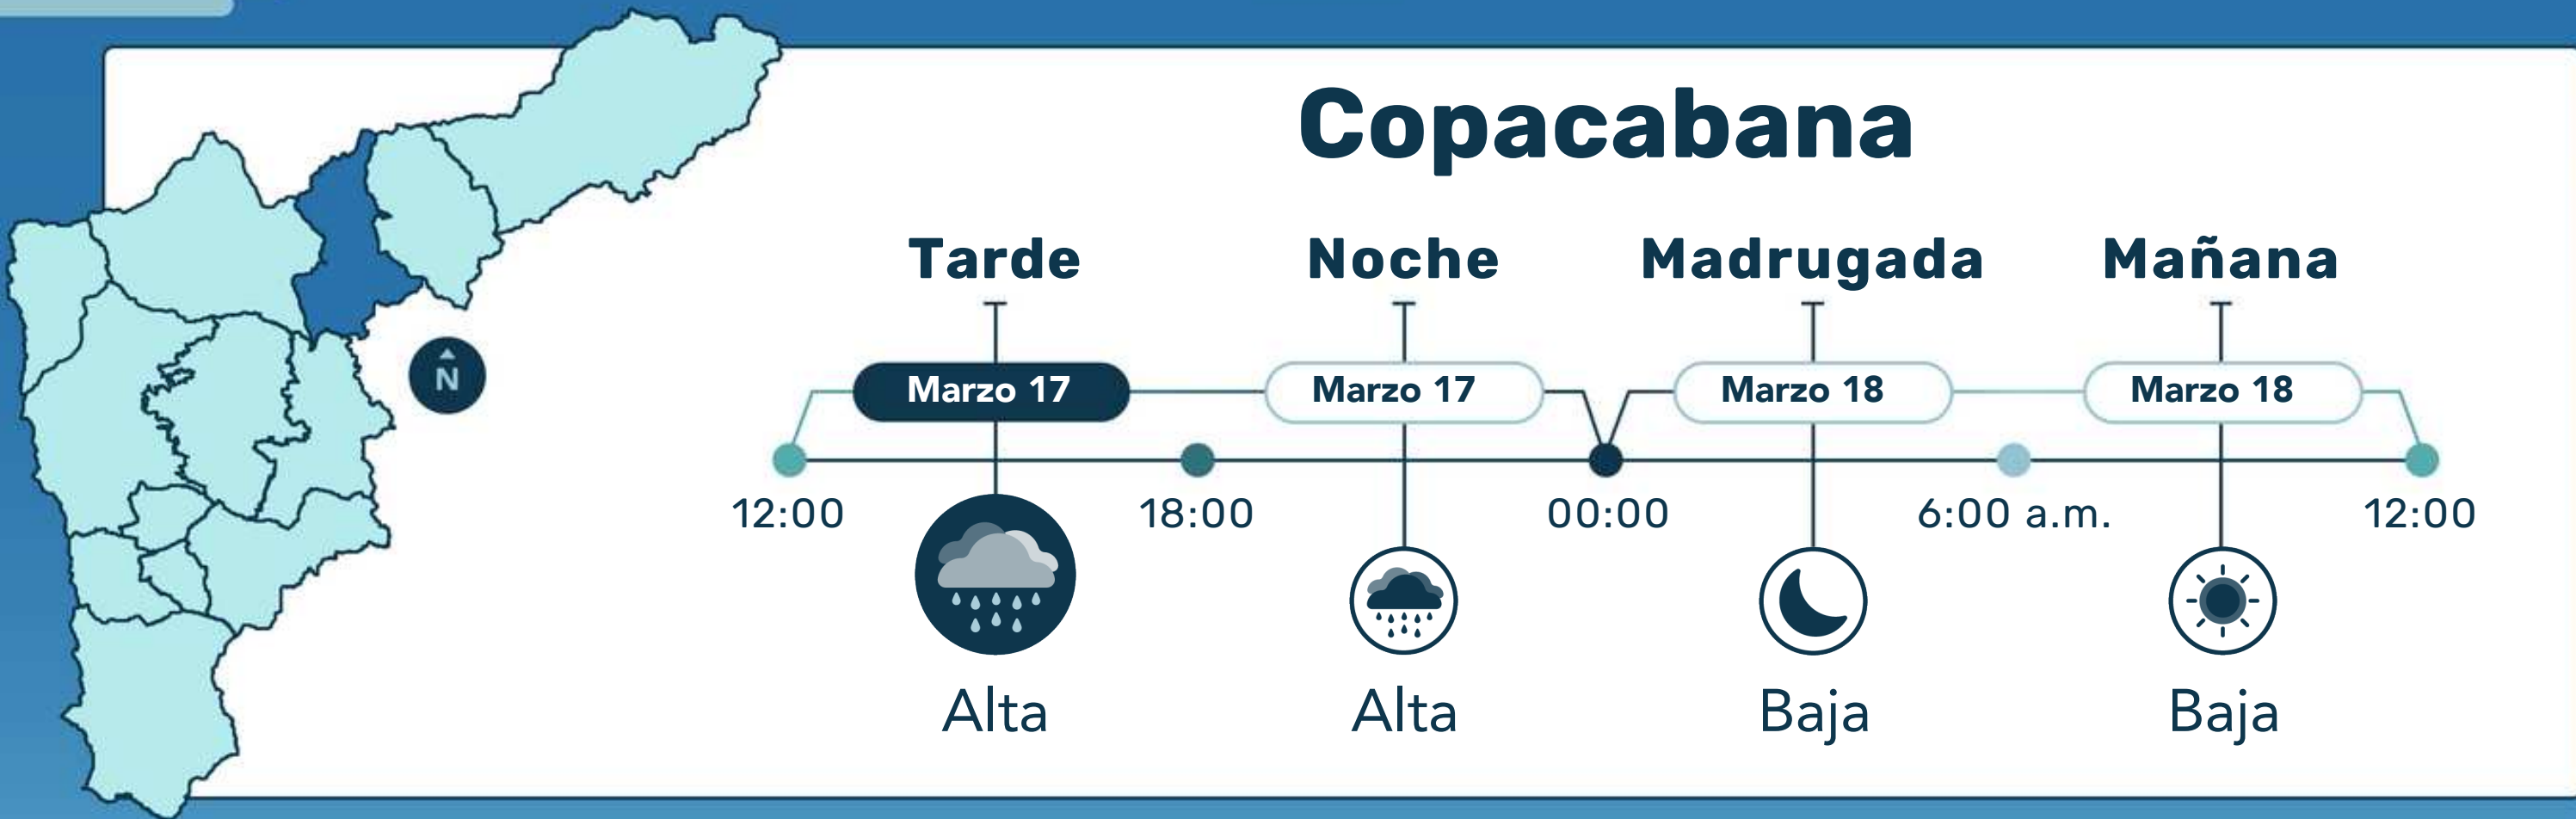 Copacabana
Tarde Noche Madrugada Mañana
N
Marzo 17 Marzo 17 Marzo 18 Marzo 18
12:00 18:00 00:00 6:00 a.m. 12:00
Alta Alta Baja Baja